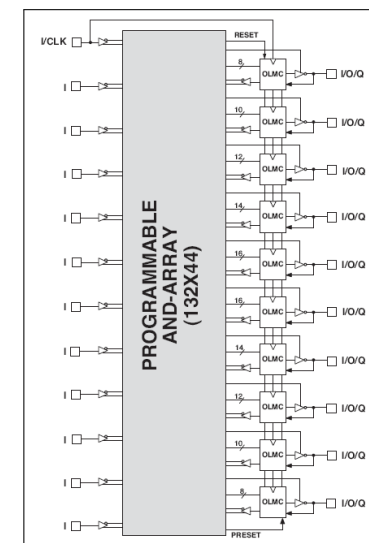 RESET
I/CLK
8
OLMC
I/O/Q
I
10
OLMC
I/O/Q
I
12
OLMC
I/O/Q
I
14
OLMC
I/O/Q
I
16
OLMC
I/O/Q
I
PROGRAMMABLE
AND-ARRAY
(132X44)
16
OLMC
I/O/Q
I
14
OLMC
I/O/Q
I
12
OLMC
I/O/Q
I
10
OLMC
I/O/Q
I
8
OLMC
I/O/Q
I
I
PRESET